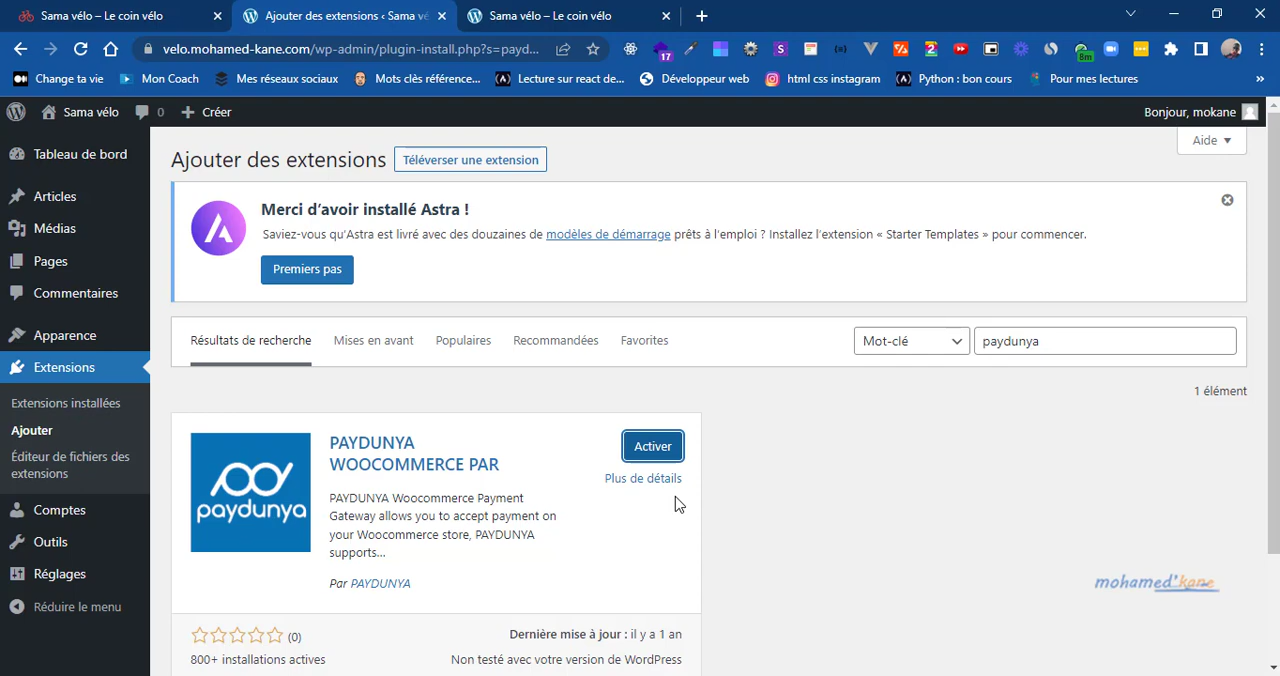 Sama vélo – Le coin vélo
Ajouter des extensions ‹ Sama v
Sama vélo – Le coin vélo
velo.mohamed-kane.com/wp-admin/plugin-install.php?s=payd...
17
8m
Change ta vie
Mon Coach
Mes réseaux sociaux
Mots clés référence...
Lecture sur react de...
Développeur web
html css instagram
Python : bon cours
Pour mes lectures
»
Sama vélo
0
Créer
Bonjour, mokane
Tableau de bord
Articles
Médias
Pages
Commentaires
Apparence
Extensions
Extensions installées
Ajouter
Éditeur de fichiers des
extensions
Comptes
Outils
Réglages
Réduire le menu
Aide
Ajouter des extensions
Téléverser une extension
Merci d’avoir installé Astra !
Saviez-vous qu’Astra est livré avec des douzaines de modèles de démarrage prêts à l’emploi ? Installez l’extension « Starter Templates » pour commencer.
Premiers pas
Résultats de recherche
Mises en avant
Populaires
Recommandées
Favorites
Mot-clé
paydunya
1 élément
paydunya
PAYDUNYA
WOOCOMMERCE PAR
Activer
Plus de détails
PAYDUNYA Woocommerce Payment
Gateway allows you to accept payment on
your Woocommerce store, PAYDUNYA
supports...
Par PAYDUNYA
(0)
Dernière mise à jour : il y a 1 an
800+ installations actives
Non testé avec votre version de WordPress
mohamed'kane